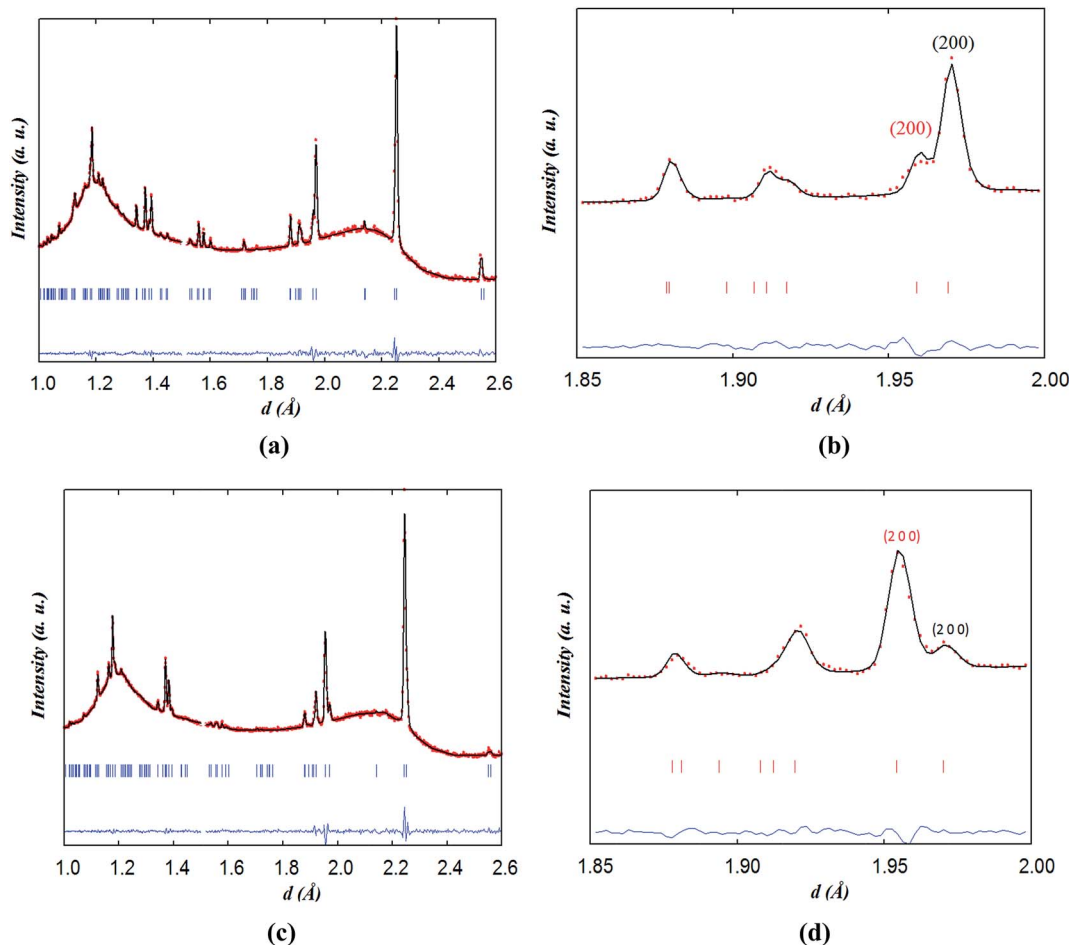 Intensity (a. u.)
1.0 1.2 1.4 1.6 1.8 2.0 2.2 2.4 2.6
d (Å)
(a)
Intensity (a. u.)
(200)
(200)
1.85 1.90 1.95 2.00
d (Å)
(b)
Intensity (a. u.)
1.0 1.2 1.4 1.6 1.8 2.0 2.2 2.4 2.6
d (Å)
(c)
Intensity (a. u.)
(2 0 0)
(2 0 0)
1.85 1.90 1.95 2.00
d (Å)
(d)